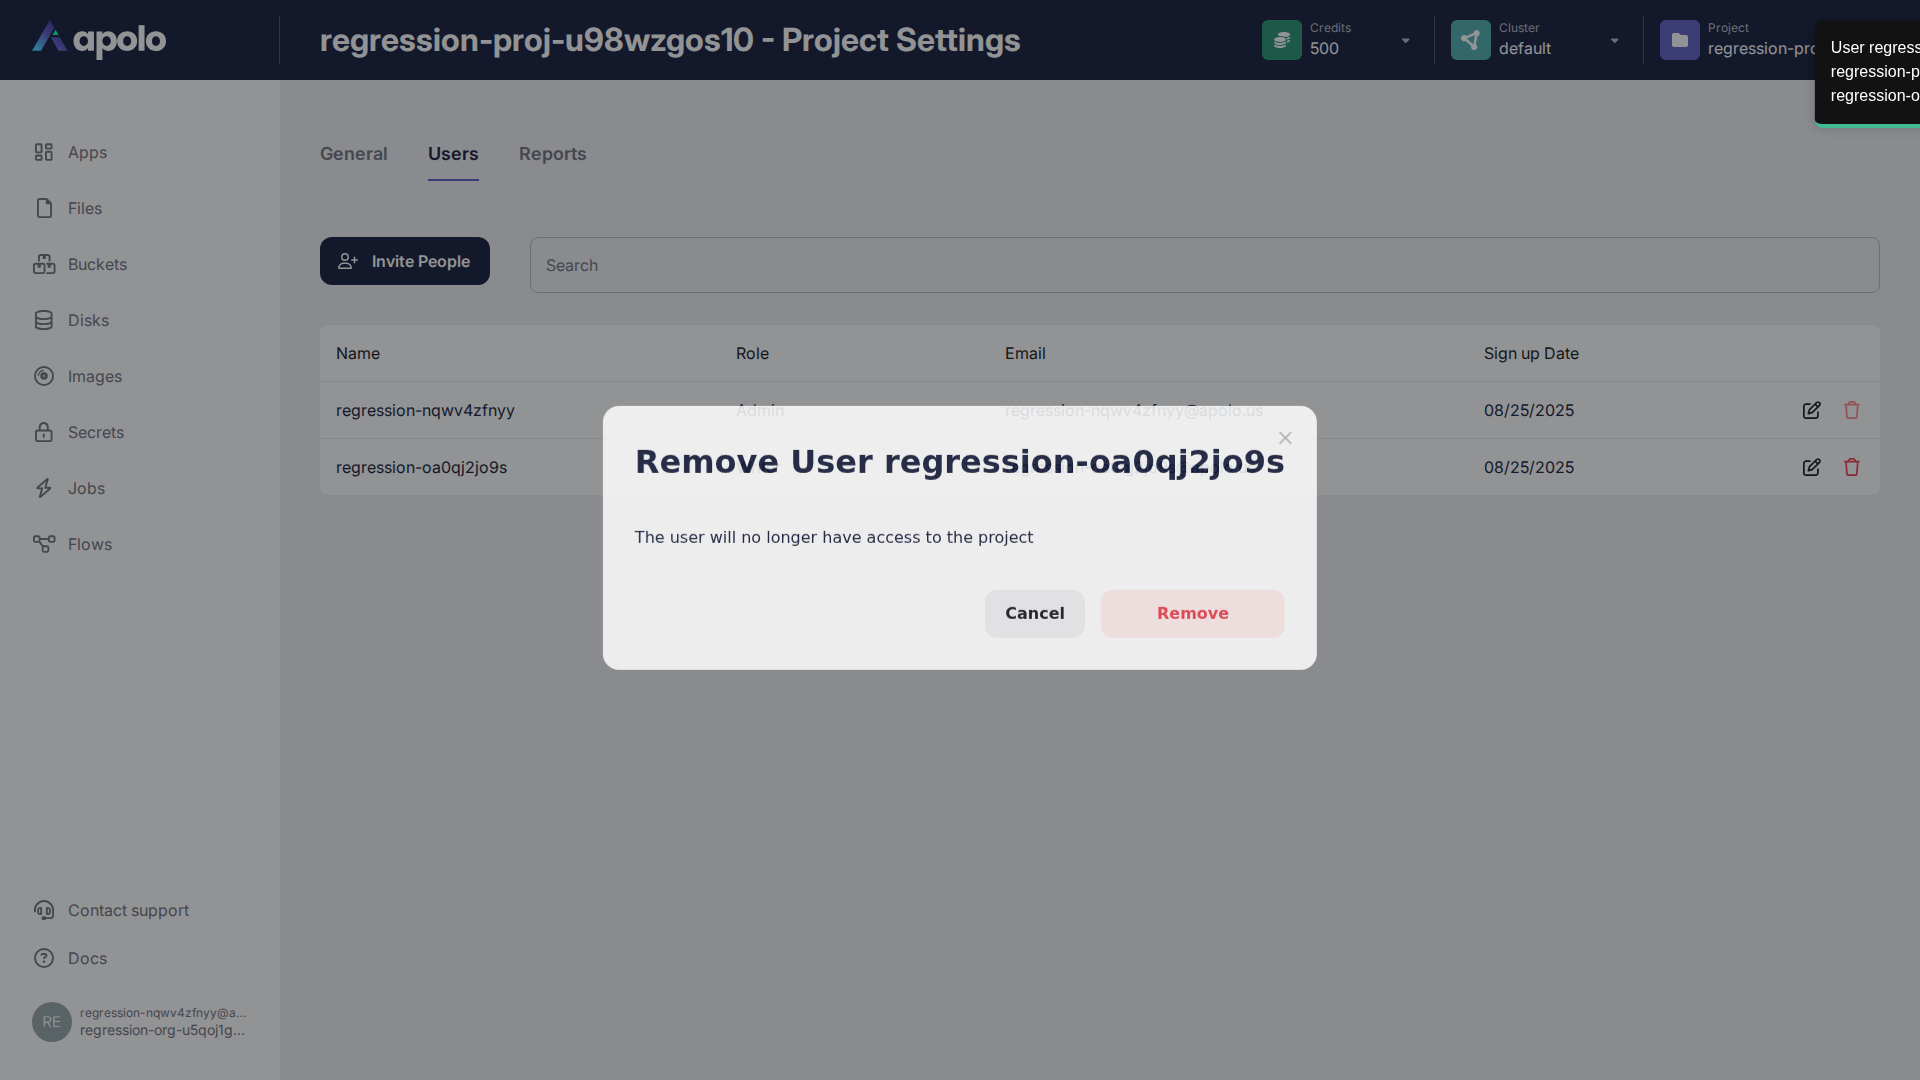 apolo
regression-proj-u98wzgos10 - Project Settings
Credits
500
Cluster
default
Project
regression-pro
User regress
regression-p
regression-o
Apps
Files
Buckets
Disks
Images
Secrets
Jobs
Flows
Contact support
Docs
RE
regression-nqwv4zfnyy@a...
regression-org-u5qoj1g...
General
Users
Reports
Invite People
Search
Name
Role
Email
Sign up Date
regression-nqwv4zfnyy
Admin
regression-nqwv4zfnyy@apolo.us
08/25/2025
regression-oa0qj2jo9s
08/25/2025
Remove User regression-oa0qj2jo9s
The user will no longer have access to the project
Cancel
Remove